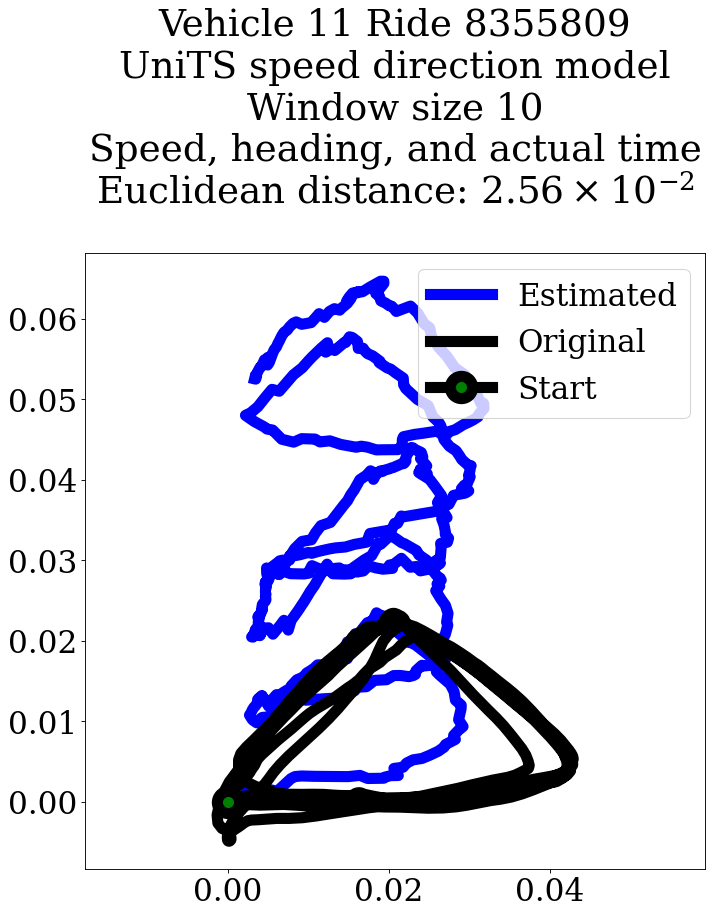 Vehicle 11 Ride 8355809
UniTS speed direction model
Window size 10
Speed, heading, and actual time
Euclidean distance: 2.56 × 10⁻²
Estimated
Original
Start
0.06
0.05
0.04
0.03
0.02
0.01
0.00
0.00 0.02 0.04